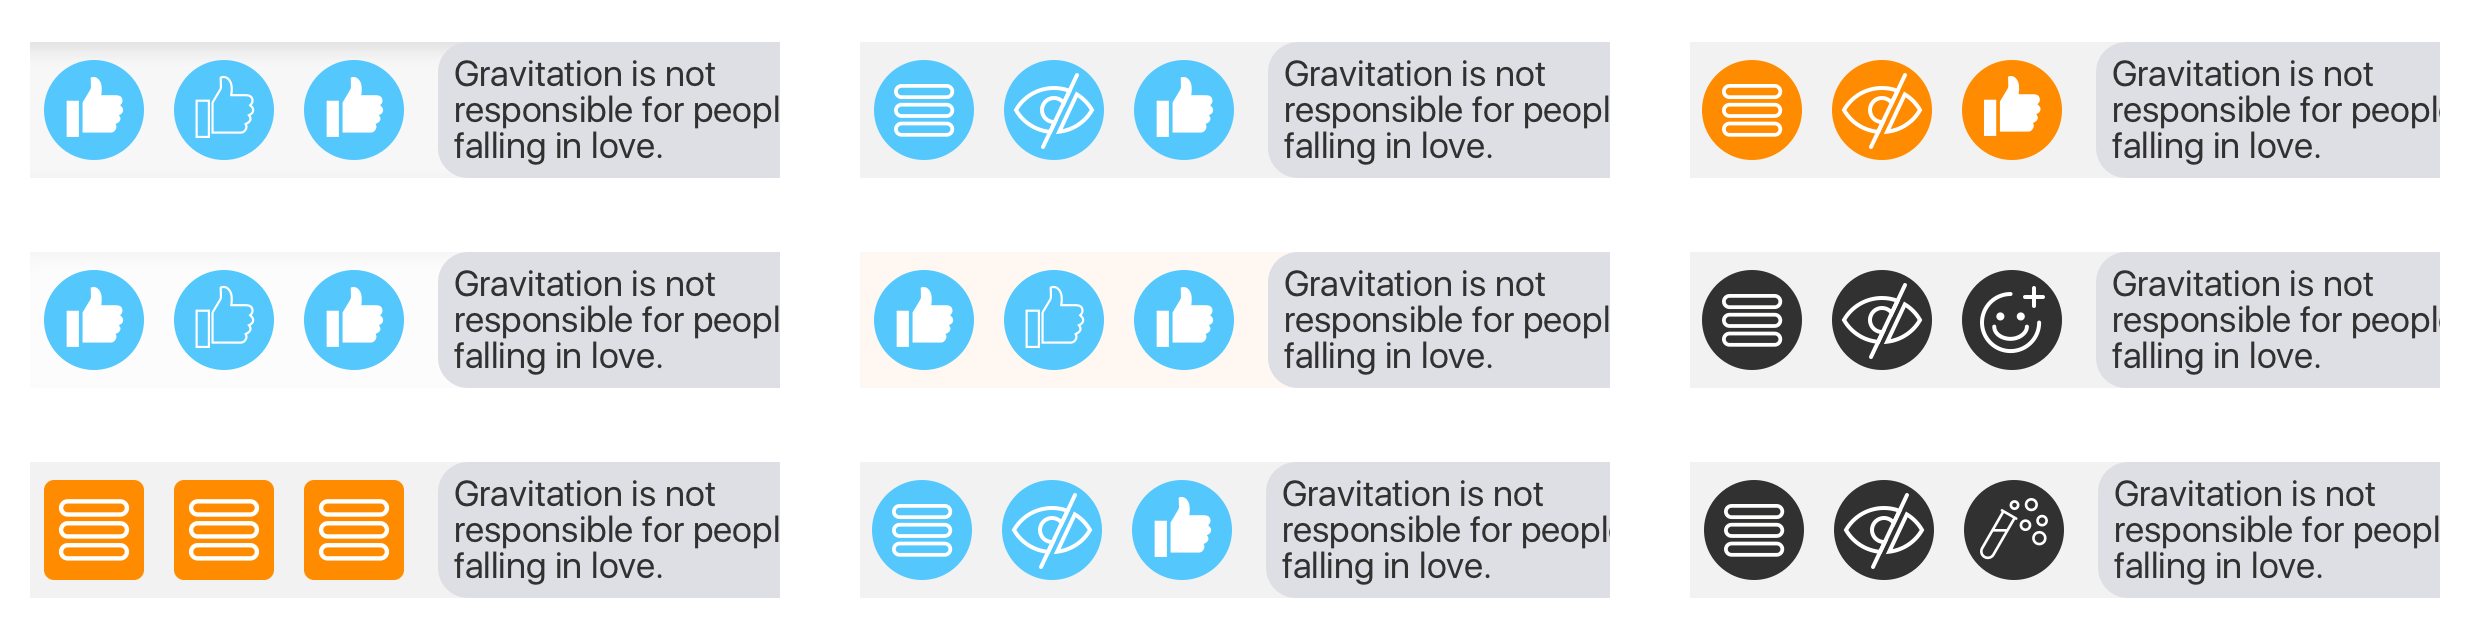 Gravitation is not
responsible for peopl
falling in love.
Gravitation is not
responsible for peopl
falling in love.
Gravitation is not
responsible for people
falling in love.
Gravitation is not
responsible for peopl
falling in love.
Gravitation is not
responsible for peopl
falling in love.
Gravitation is not
responsible for people
falling in love.
Gravitation is not
responsible for peopl
falling in love.
Gravitation is not
responsible for people
falling in love.
Gravitation is not
responsible for peopl
falling in love.